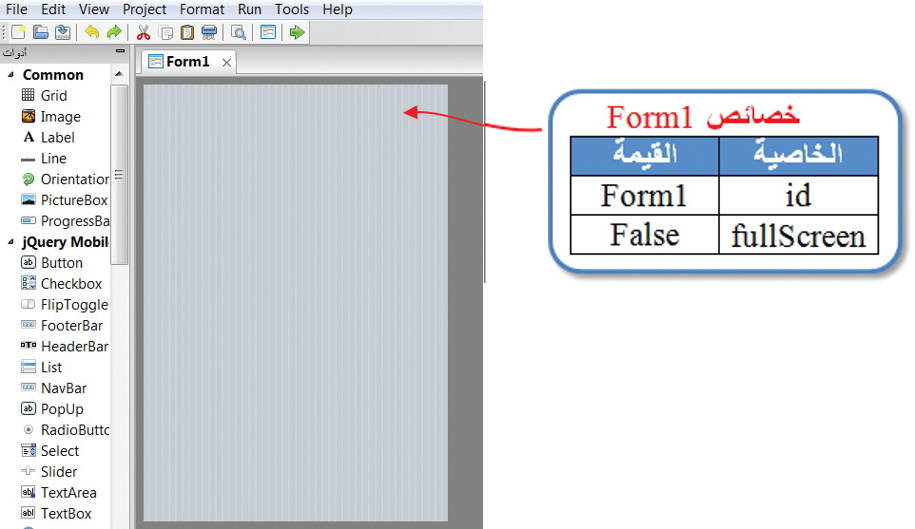 File Edit View Project Format Run Tools Help
أدوات
Form1
Common
Grid
Image
A Label
Line
Orientation
PictureBox
ProgressBa
jQuery Mobil
Button
Checkbox
FlipToggle
FooterBar
HeaderBar
List
NavBar
PopUp
RadioButto
Select
Slider
TextArea
TextBox
خصائص Form1
الخاصية القيمة
id Form1
fullScreen False